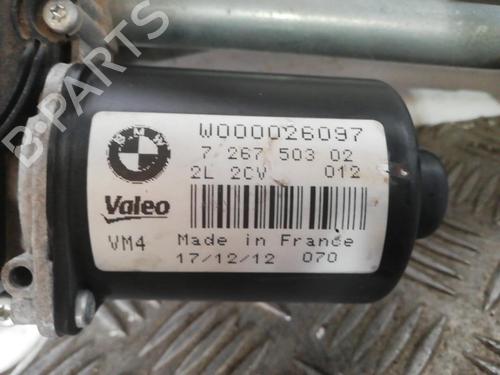 W000026097
7 267 503 02
2L 2CV 012
BMW
Valeo
VM4 Made in France
17/12/12 070
B-Parts